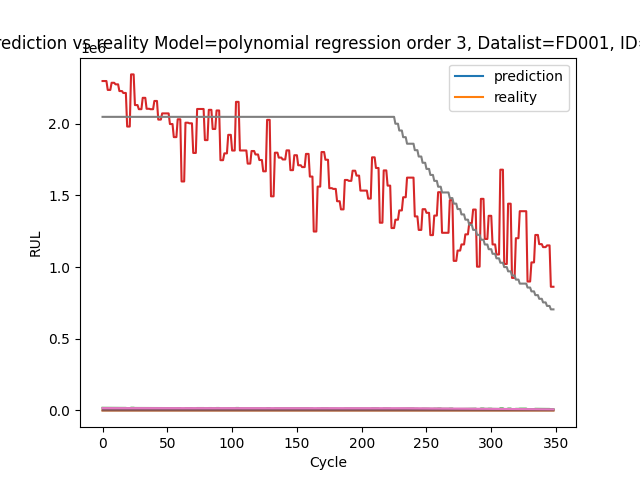 rediction vs reality Model=polynomial regression order 3, Datalist=FD001, ID=
1e6
prediction
reality
2.0
1.5
1.0
0.5
0.0
RUL
0 50 100 150 200 250 300 350
Cycle